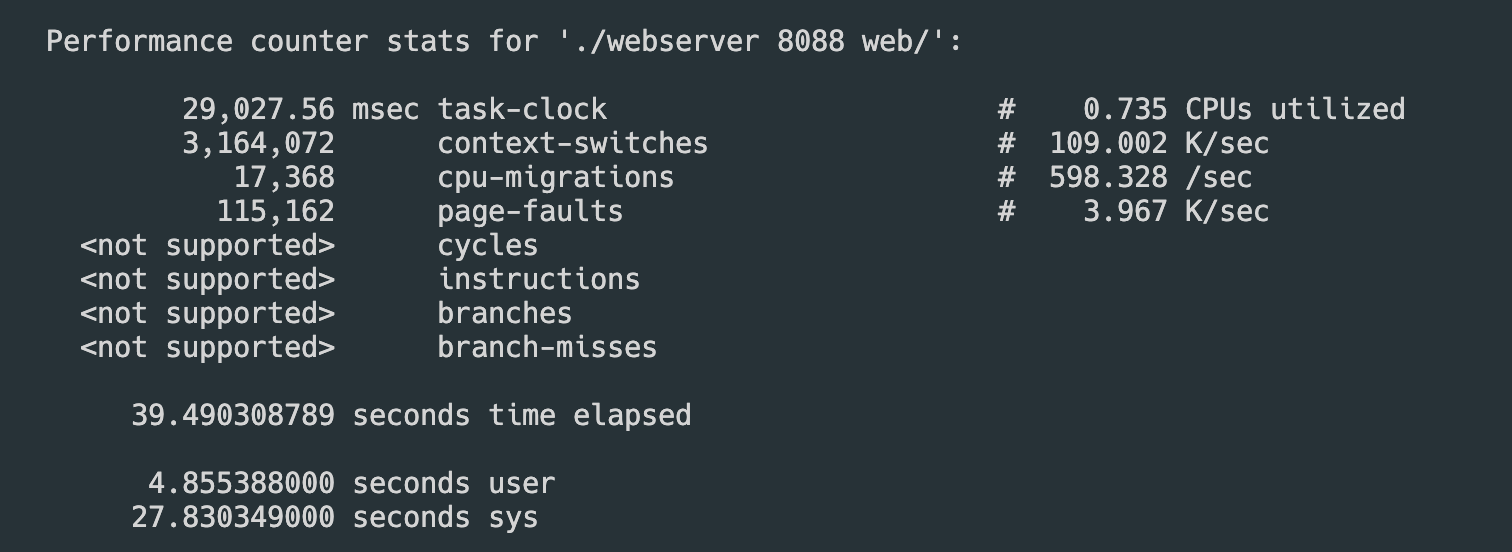 Performance counter stats for './webserver 8088 web/':
29,027.56 msec task-clock # 0.735 CPUs utilized
3,164,072 context-switches # 109.002 K/sec
17,368 cpu-migrations # 598.328 /sec
115,162 page-faults # 3.967 K/sec
<not supported> cycles
<not supported> instructions
<not supported> branches
<not supported> branch-misses
39.490308789 seconds time elapsed
4.855388000 seconds user
27.830349000 seconds sys